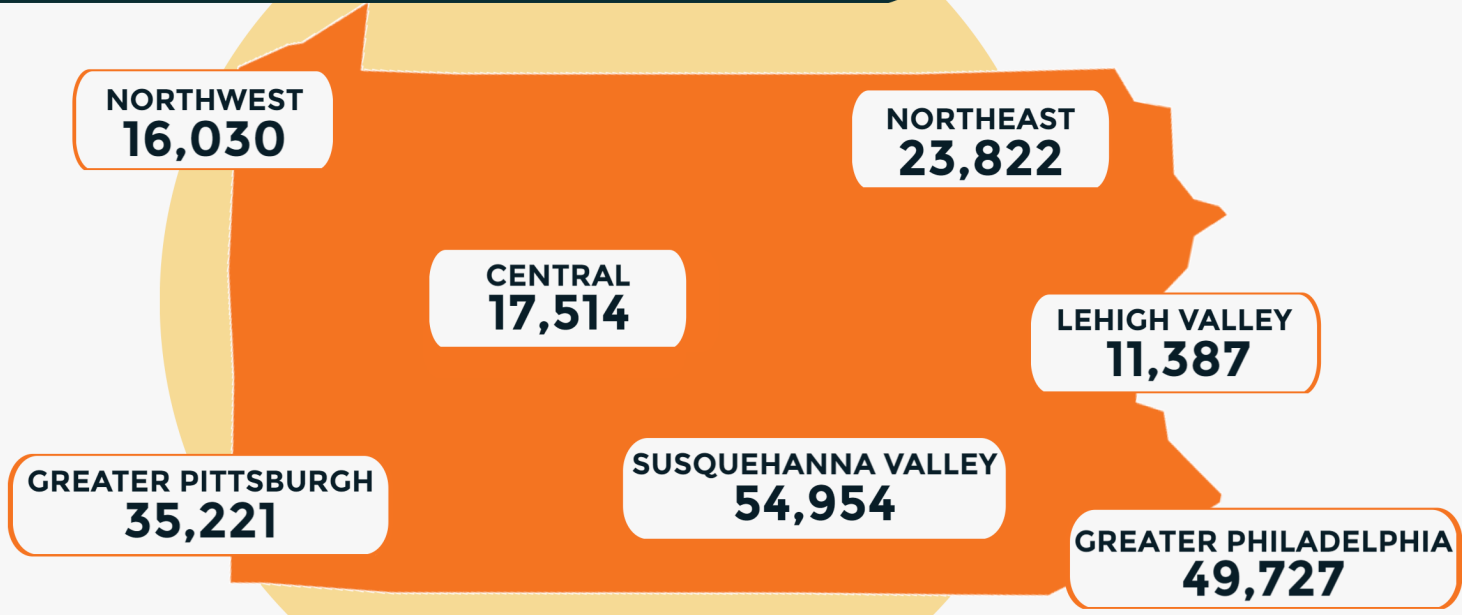 NORTHWEST
16,030
NORTHEAST
23,822
CENTRAL
17,514
LEHIGH VALLEY
11,387
GREATER PITTSBURGH
35,221
SUSQUEHANNA VALLEY
54,954
GREATER PHILADELPHIA
49,727